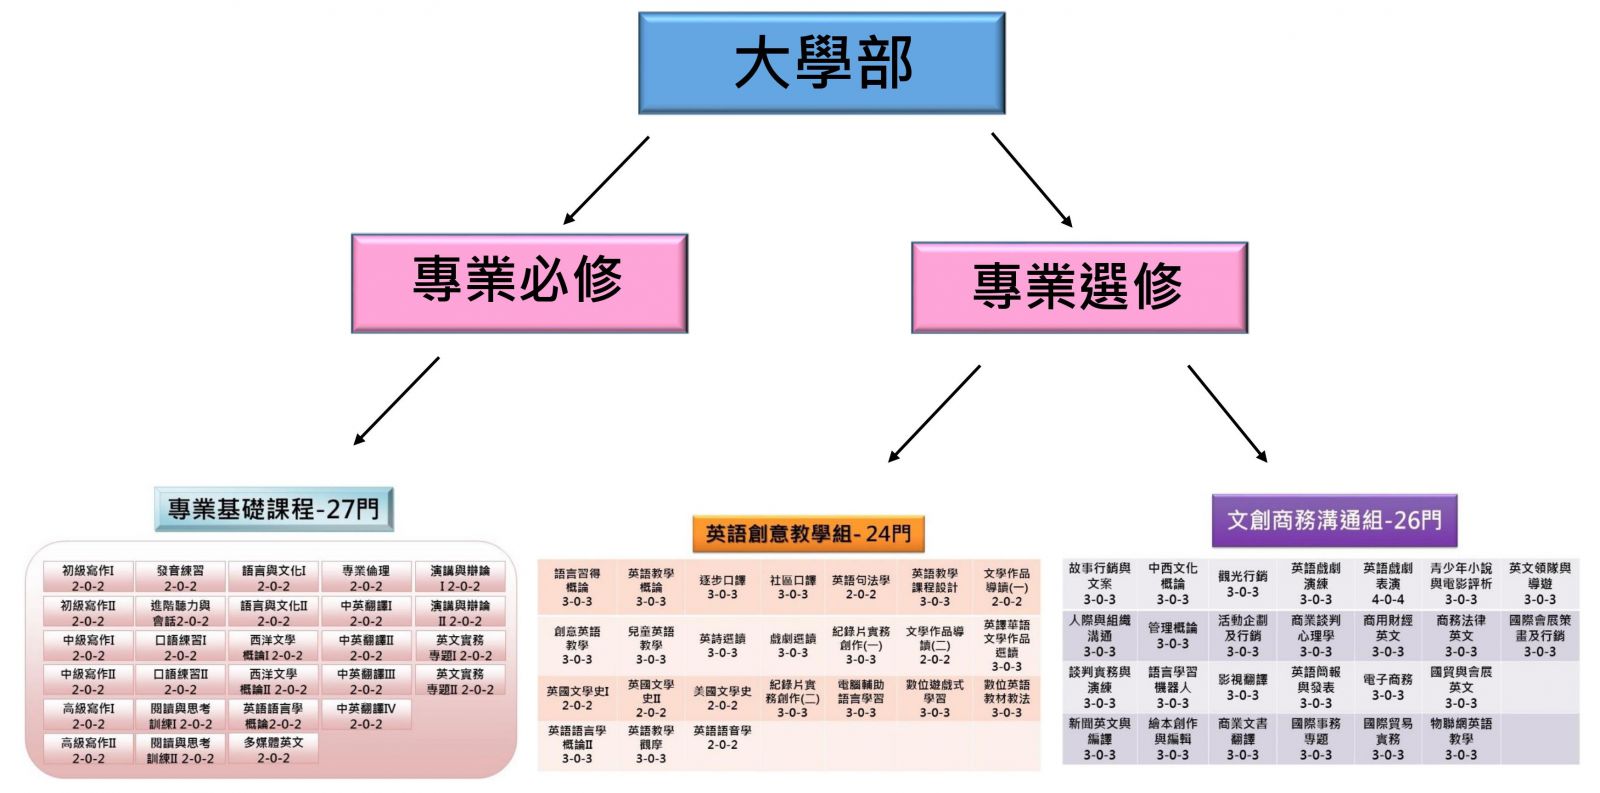 大學部
專業必修
專業選修
專業基礎課程-27門
初級寫作I
2-0-2
發音練習
2-0-2
語言與文化I
2-0-2
專業倫理
2-0-2
演講與辯論
I 2-0-2
初級寫作II
2-0-2
進階聽力與
會話2-0-2
語言與文化II
2-0-2
中英翻譯I
2-0-2
演講與辯論
II 2-0-2
中級寫作I
2-0-2
口語練習I
2-0-2
西洋文學
概論I 2-0-2
中英翻譯II
2-0-2
英文實務
專題I 2-0-2
中級寫作II
2-0-2
口語練習II
2-0-2
西洋文學
概論II 2-0-2
中英翻譯III
2-0-2
英文實務
專題II 2-0-2
高級寫作I
2-0-2
閱讀與思考
訓練I 2-0-2
英語語言學
概論2-0-2
中英翻譯IV
2-0-2
高級寫作II
2-0-2
閱讀與思考
訓練II 2-0-2
多媒體英文
2-0-2
英語創意教學組- 24門
語言習得
概論
3-0-3
英語教學
概論
3-0-3
逐步口譯
3-0-3
社區口譯
3-0-3
英語句法學
2-0-2
英語教學
課程設計
3-0-3
文學作品
導讀(一)
2-0-2
創意英語
教學
3-0-3
兒童英語
教學
3-0-3
英詩選讀
3-0-3
戲劇選讀
3-0-3
紀錄片實務
創作(一)
3-0-3
文學作品導
讀(二)
2-0-2
英譯華語
文學作品
選讀
3-0-3
英國文學史I
2-0-2
英國文學
史II
2-0-2
美國文學史
2-0-2
紀錄片實
務創作(二)
3-0-3
電腦輔助
語言學習
3-0-3
數位遊戲式
學習
3-0-3
數位英語
教材教法
3-0-3
英語語言學
概論II
3-0-3
英語教學
觀摩
3-0-3
英語語音學
2-0-2
文創商務溝通組-26門
故事行銷與
文案
3-0-3
中西文化
概論
3-0-3
觀光行銷
3-0-3
英語戲劇
演練
3-0-3
英語戲劇
表演
4-0-4
青少年小說
與電影評析
3-0-3
英文領隊與
導遊
3-0-3
人際與組織
溝通
3-0-3
管理概論
3-0-3
活動企劃
及行銷
3-0-3
商業談判
心理學
3-0-3
商用財經
英文
3-0-3
商務法律
英文
3-0-3
國際會展策
畫及行銷
3-0-3
談判實務與
演練
3-0-3
語言學習
機器人
3-0-3
影視翻譯
3-0-3
英語簡報
與發表
3-0-3
電子商務
3-0-3
國貿與會展
英文
3-0-3
新聞英文與
編譯
3-0-3
繪本創作
與編輯
3-0-3
商業文書
翻譯
3-0-3
國際事務
專題
3-0-3
國際貿易
實務
3-0-3
物聯網英語
教學
3-0-3